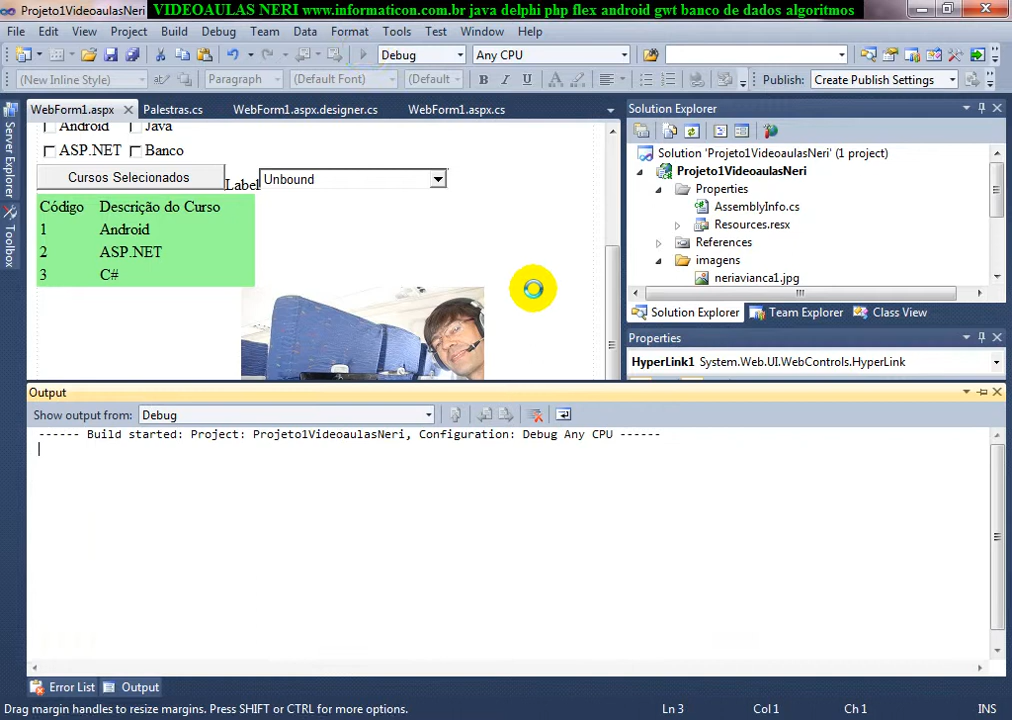 Projeto1VideoaulasNeri
VIDEOAULAS NERI www.informaticon.com.br java delphi php flex android gwt banco de dados algoritmos
File Edit View Project Build Debug Team Data Format Tools Test Window Help
Debug Any CPU
(New Inline Style) Paragraph (Default Font) (Default B I U A Publish: Create Publish Settings
WebForm1.aspx Palestras.cs WebForm1.aspx.designer.cs WebForm1.aspx.cs
Solution Explorer
Server Explorer
Toolbox
Android Java
ASP.NET Banco
Cursos Selecionados Label Unbound
Código Descrição do Curso
1 Android
2 ASP.NET
3 C#
Solution 'Projeto1VideoaulasNeri' (1 project)
Projeto1VideoaulasNeri
Properties
AssemblyInfo.cs
Resources.resx
References
imagens
neriavianca1.jpg
Solution Explorer Team Explorer Class View
Properties
HyperLink1 System.Web.UI.WebControls.HyperLink
Output
Show output from: Debug
------ Build started: Project: Projeto1VideoaulasNeri, Configuration: Debug Any CPU ------
Error List Output
Drag margin handles to resize margins. Press SHIFT or CTRL for more options. Ln 3 Col 1 Ch 1 INS